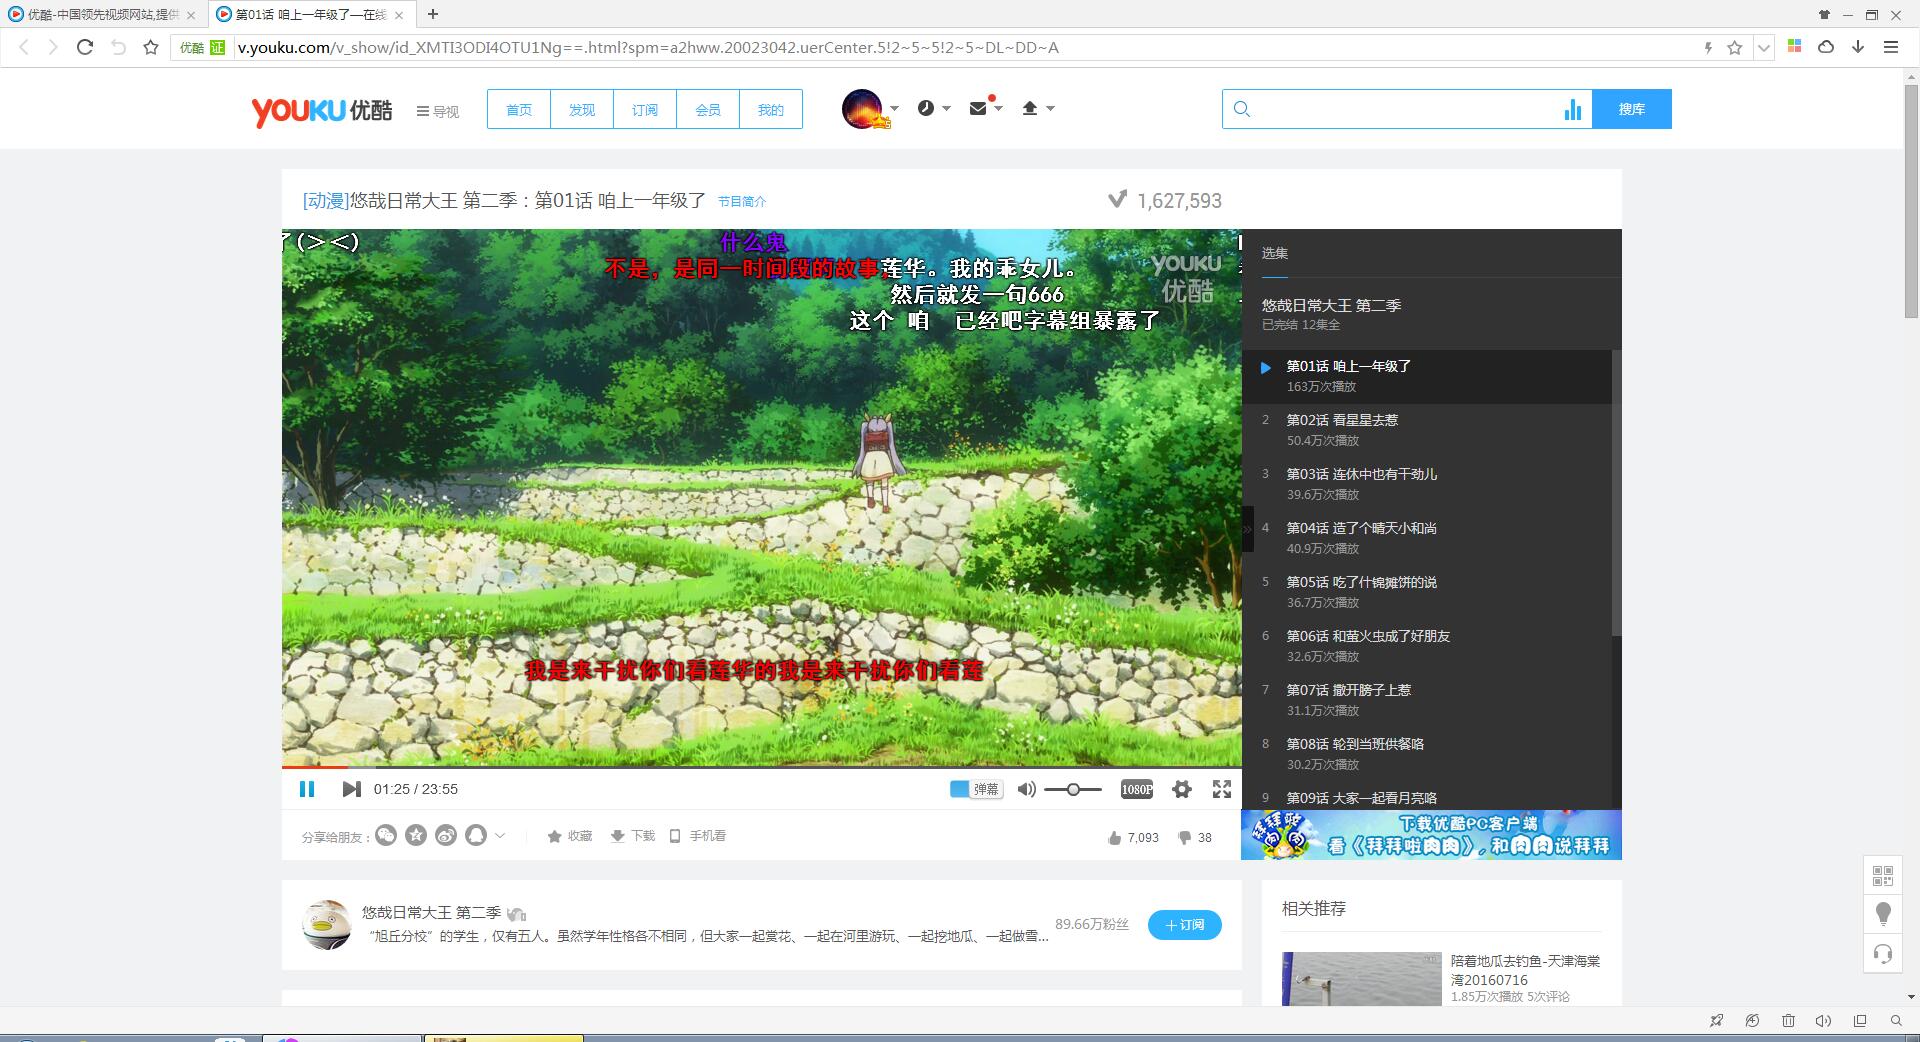 优酷-中国领先视频网站,提供
第01话 咱上一年级了—在线
优酷 证 v.youku.com/v_show/id_XMTI3ODI4OTU1Ng==.html?spm=a2hww.20023042.uerCenter.5!2~5~5!2~5~DL~DD~A
YOUKU 优酷 导视 首页 发现 订阅 会员 我的 搜库
[动漫]悠哉日常大王 第二季：第01话 咱上一年级了 节目简介 1,627,593
了(＞＜) 什么鬼
不是，是同一时间段的故事， 莲华。我的乖女儿。
然后就发一句666
这个 咱 已经吧字幕组暴露了
YOUKU
优酷
我是来干扰你们看莲华的我是来干扰你们看莲
01:25 / 23:55 弹幕 1080P
分享给朋友： 收藏 下载 手机看 7,093 38
选集
悠哉日常大王 第二季
已完结 12集全
第01话 咱上一年级了
163万次播放
2 第02话 看星星去惹
50.4万次播放
3 第03话 连休中也有干劲儿
39.6万次播放
4 第04话 造了个晴天小和尚
40.9万次播放
5 第05话 吃了什锦摊饼的说
36.7万次播放
6 第06话 和萤火虫成了好朋友
32.6万次播放
7 第07话 撒开膀子上惹
31.1万次播放
8 第08话 轮到当班供餐咯
30.2万次播放
9 第09话 大家一起看月亮咯
拜拜啦肉肉
下载优酷PC客户端
看《拜拜啦肉肉》，和肉肉说拜拜
悠哉日常大王 第二季
“旭丘分校”的学生，仅有五人。虽然学年性格各不相同，但大家一起赏花、一起在河里游玩、一起挖地瓜、一起做雪...
89.66万粉丝 +订阅
相关推荐
陪着地瓜去钓鱼-天津海棠
湾20160716
1.85万次播放 5次评论